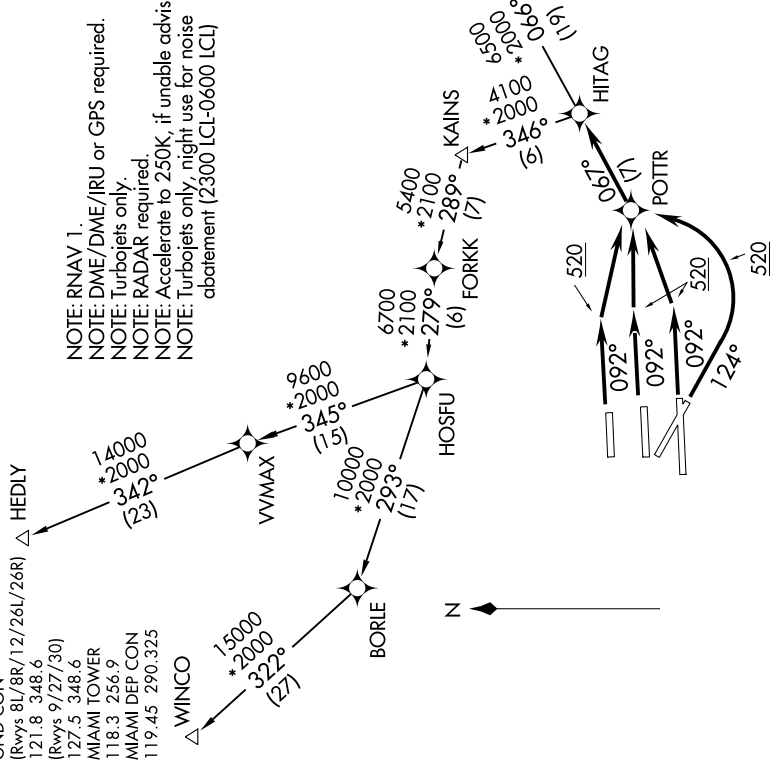 GND CON
(Rwys 8L/8R/12/26L/26R)
121.8 348.6
(Rwys 9/27/30)
127.5 348.6
MIAMI TOWER
118.3 256.9
MIAMI DEP CON
119.45 290.325
NOTE: RNAV 1.
NOTE: DME/DME/IRU or GPS required.
NOTE: Turbojets only.
NOTE: RADAR required.
NOTE: Accelerate to 250K, if unable advis
NOTE: Turbojets only, night use for noise
abatement (2300 LCL-0600 LCL)
HEDLY
14000
*2000
342°
(23)
VVMAX
9600
*2000
345°
(15)
WINCO
15000
*2000
322°
(27)
BORLE
10000
*2000
293°
(17)
HOSFU
6700
*2100
279°
(6)
FORKK
5400
*2100
289°
(7)
KAINS
4100
*2000
346°
(6)
6500
*2000
066°
(19)
HITAG
067°
(7)
POTTR
520
520
520
092°
092°
092°
124°
N